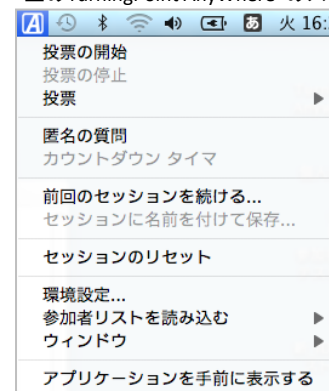 あ 火 16:
投票の開始
投票の停止
投票
匿名の質問
カウントダウン タイマ
前回のセッションを続ける...
セッションに名前を付けて保存...
セッションのリセット
環境設定...
参加者リストを読み込む
ウィンドウ
アプリケーションを手前に表示する